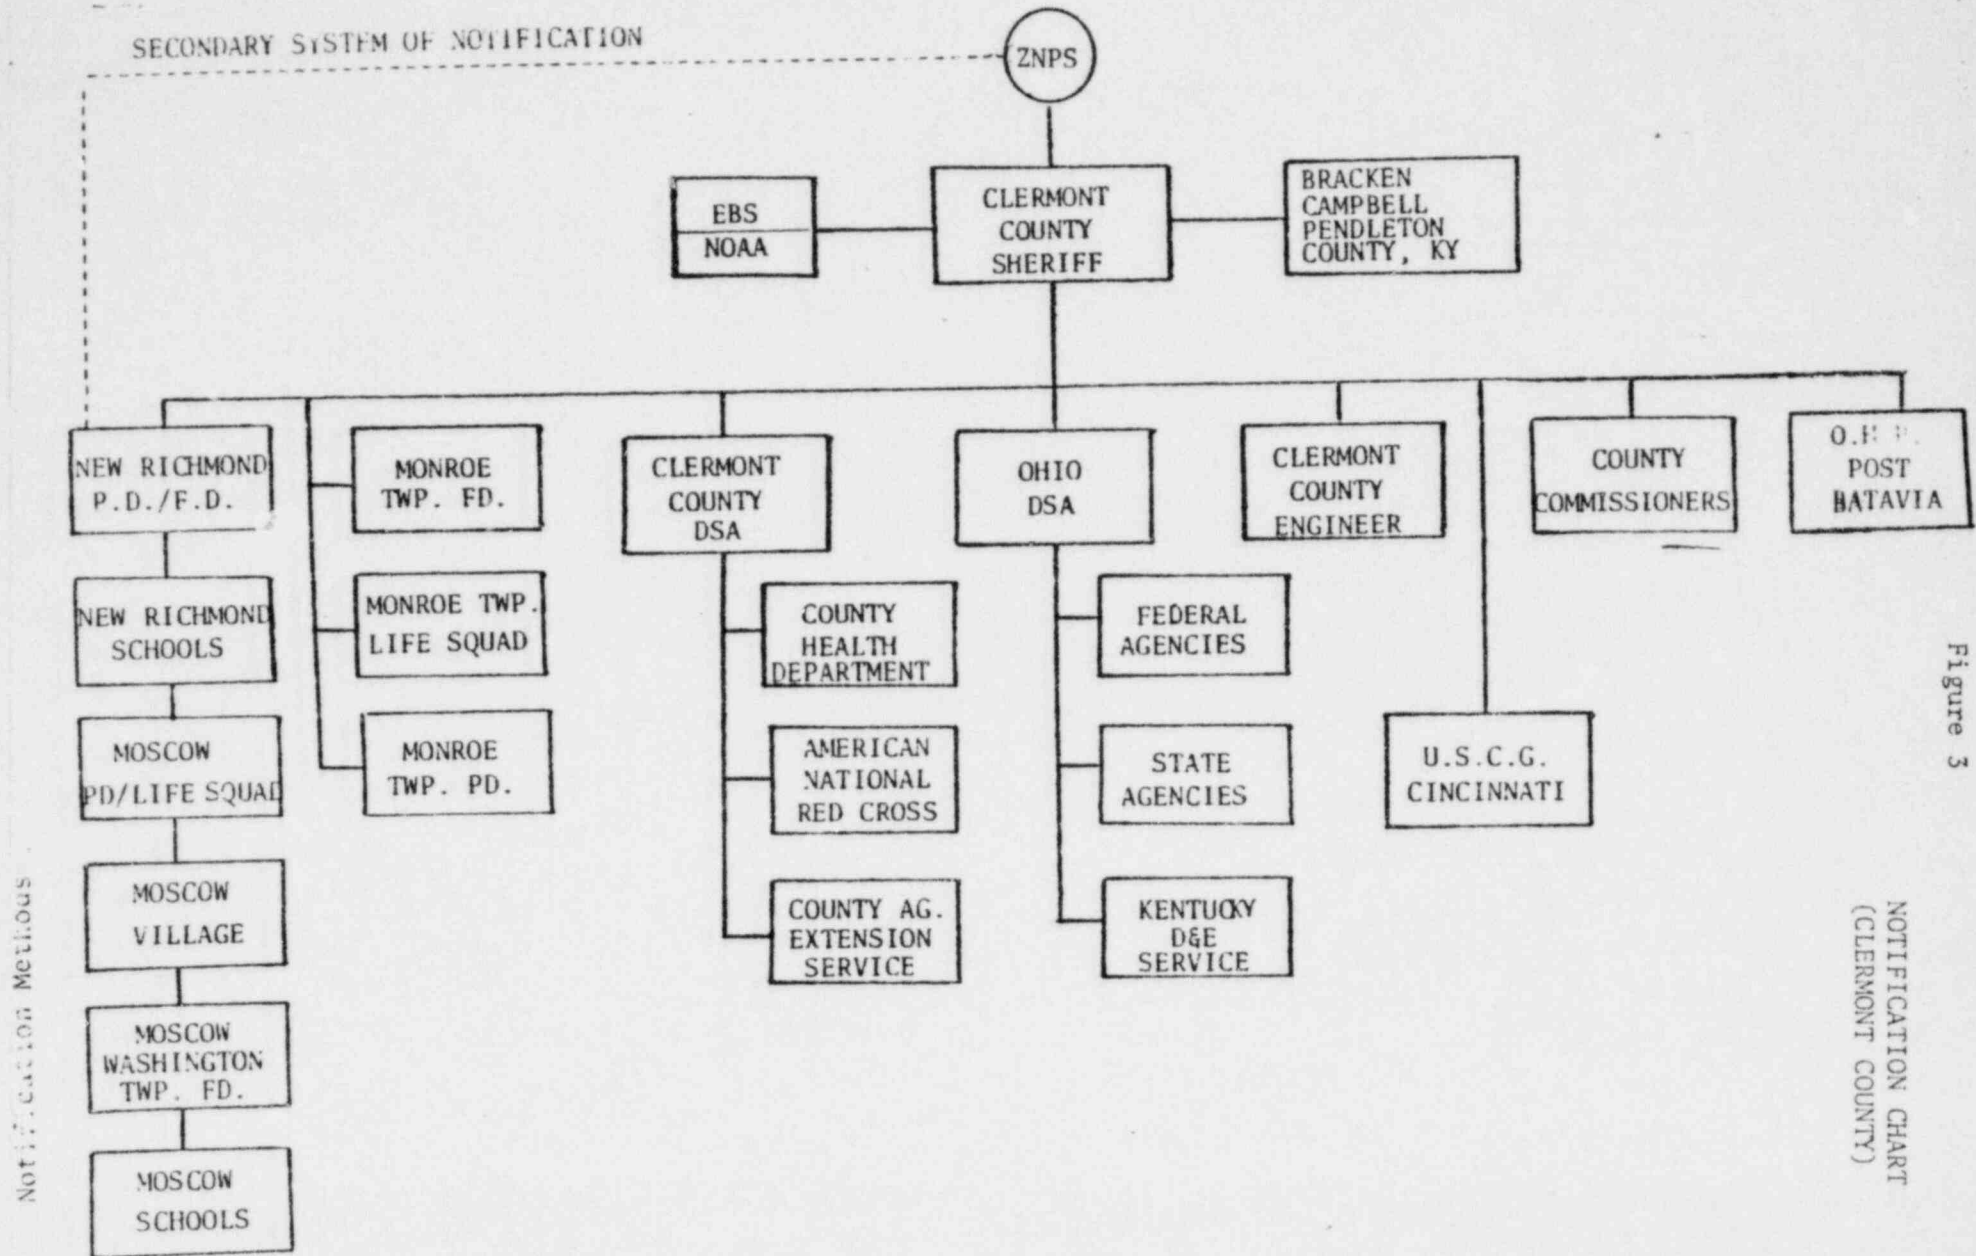 SECONDARY SYSTEM OF NOTIFICATION
ZNPS
EBS
NOAA
CLERMONT
COUNTY
SHERIFF
BRACKEN
CAMPBELL
PENDLETON
COUNTY, KY
NEW RICHMOND
P.D./F.D.
NEW RICHMOND
SCHOOLS
MOSCOW
PD/LIFE SQUAD
MOSCOW
VILLAGE
MOSCOW
WASHINGTON
TWP. FD.
MOSCOW
SCHOOLS
MONROE
TWP. FD.
MONROE TWP.
LIFE SQUAD
MONROE
TWP. PD.
CLERMONT
COUNTY
DSA
COUNTY
HEALTH
DEPARTMENT
AMERICAN
NATIONAL
RED CROSS
COUNTY AG.
EXTENSION
SERVICE
OHIO
DSA
FEDERAL
AGENCIES
STATE
AGENCIES
KENTUCKY
D&E
SERVICE
CLERMONT
COUNTY
ENGINEER
U.S.C.G.
CINCINNATI
COUNTY
COMMISSIONERS
POST
BATAVIA
Figure 3
NOTIFICATION CHART
(CLERMONT COUNTY)
Notification Methods